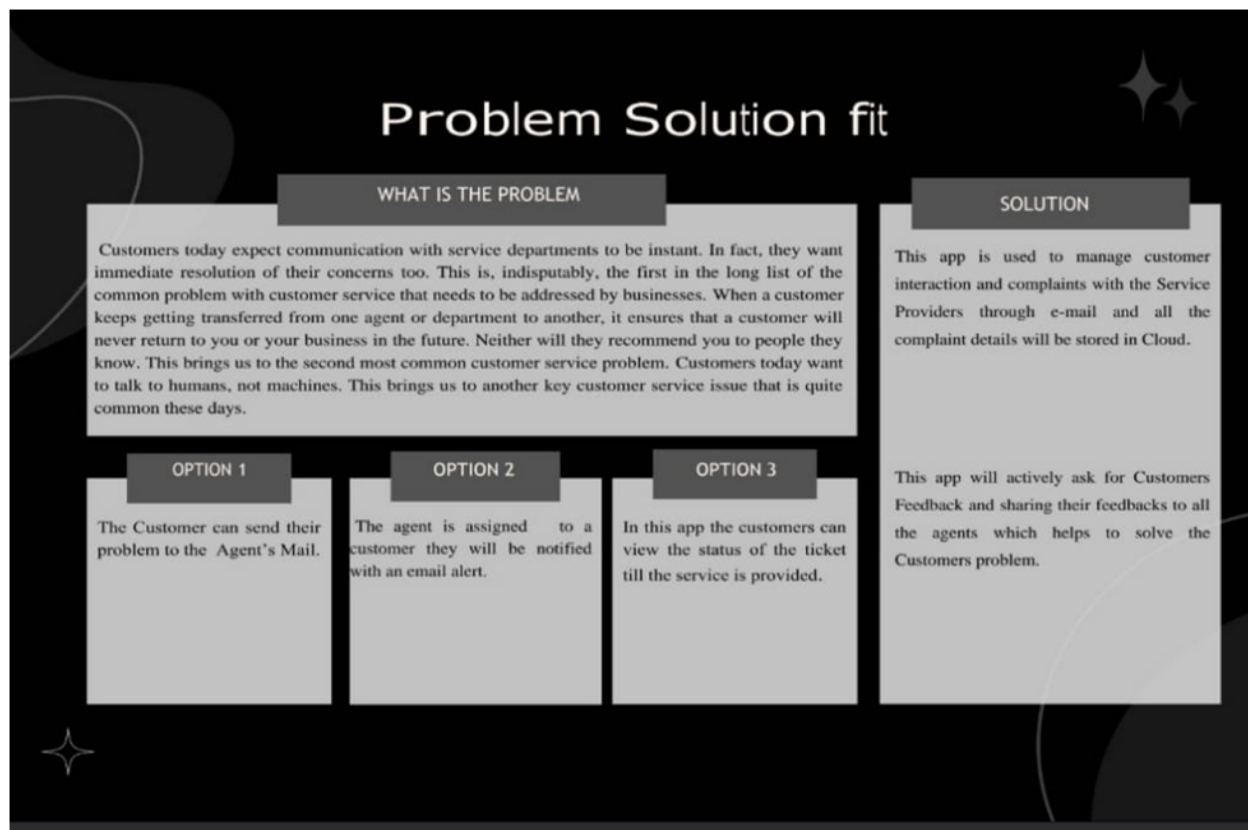 Problem Solution fit
WHAT IS THE PROBLEM
Customers today expect communication with service departments to be instant. In fact, they want
immediate resolution of their concerns too. This is, indisputably, the first in the long list of the
common problem with customer service that needs to be addressed by businesses. When a customer
keeps getting transferred from one agent or department to another, it ensures that a customer will
never return to you or your business in the future. Neither will they recommend you to people they
know. This brings us to the second most common customer service problem. Customers today want
to talk to humans, not machines. This brings us to another key customer service issue that is quite
common these days.
OPTION 1
The Customer can send their
problem to the Agent's Mail.
OPTION 2
The agent is assigned to a
customer they will be notified
with an email alert.
OPTION 3
In this app the customers can
view the status of the ticket
till the service is provided.
SOLUTION
This app is used to manage customer
interaction and complaints with the Service
Providers through e-mail and all the
complaint details will be stored in Cloud.
This app will actively ask for Customers
Feedback and sharing their feedbacks to all
the agents which helps to solve the
Customers problem.